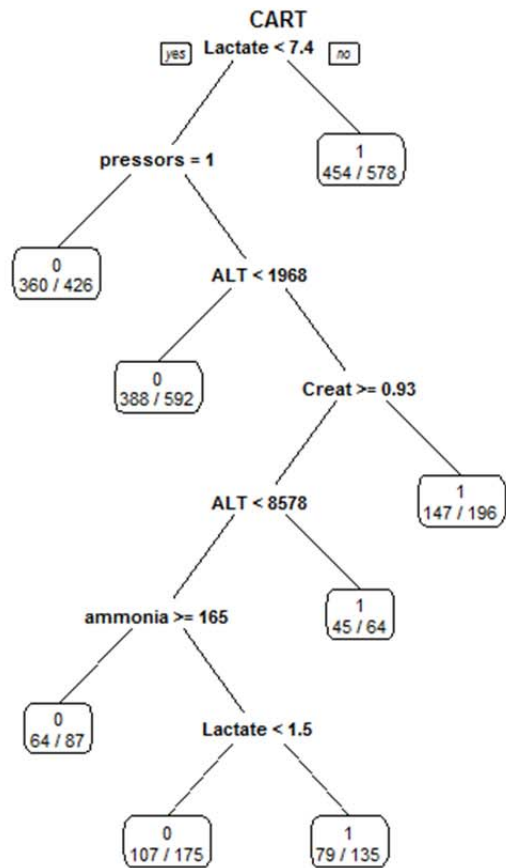 CART
yes Lactate < 7.4 no
1
454 / 578
pressors = 1
0
360 / 426
ALT < 1968
0
388 / 592
Creat >= 0.93
1
147 / 196
ALT < 8578
1
45 / 64
ammonia >= 165
0
64 / 87
Lactate < 1.5
0
107 / 175
1
79 / 135